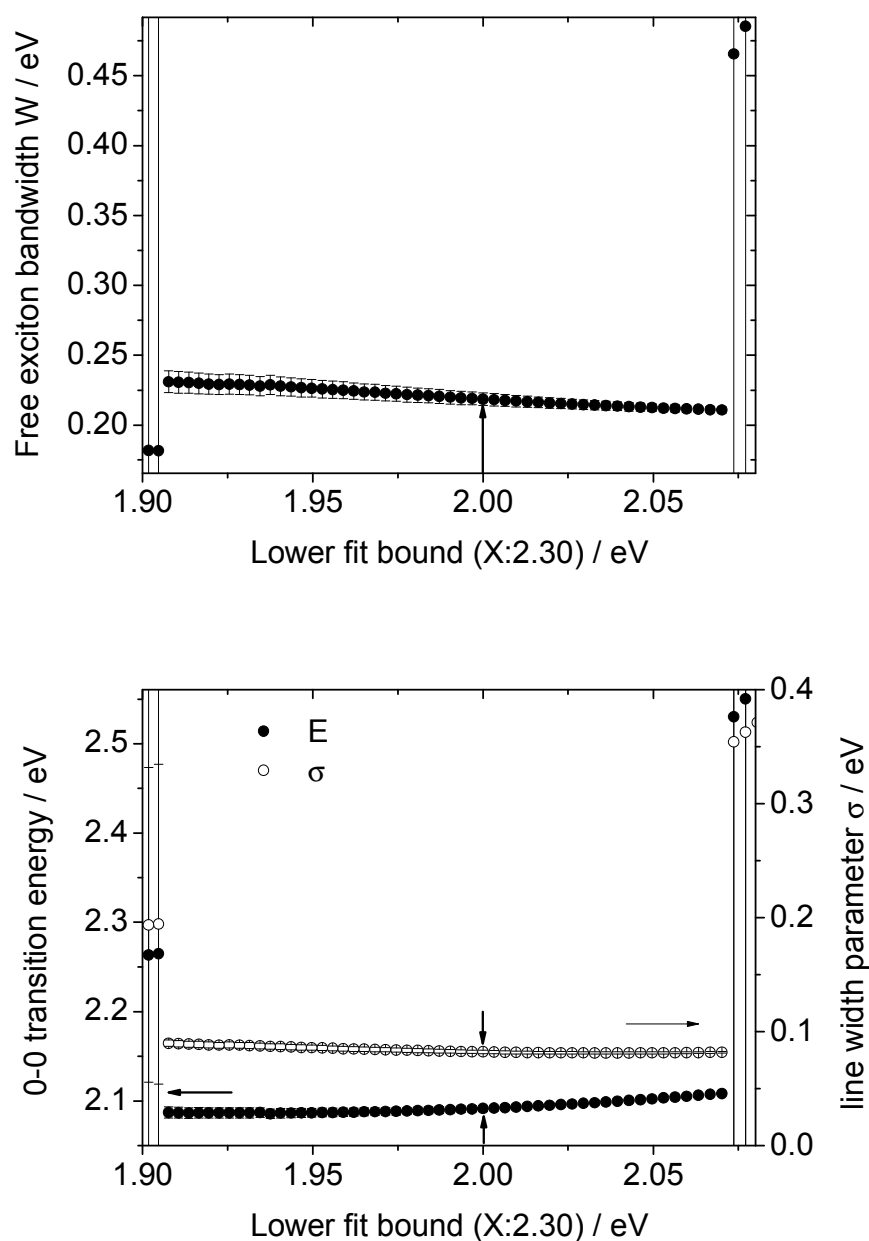 Free exciton bandwidth W / eV
0.45
0.40
0.35
0.30
0.25
0.20
1.90 1.95 2.00 2.05
Lower fit bound (X:2.30) / eV
0-0 transition energy / eV
2.5
2.4
2.3
2.2
2.1
E
σ
0.4
0.3
0.2
0.1
0.0
line width parameter σ / eV
1.90 1.95 2.00 2.05
Lower fit bound (X:2.30) / eV